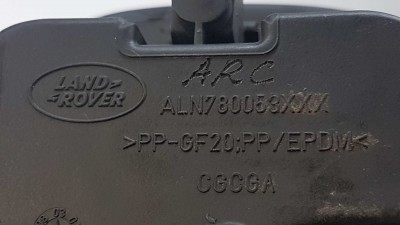 LAND
ROVER
ARC
ALN780053XXX
>PP-GF20;PP/EPDM<
CGCGA